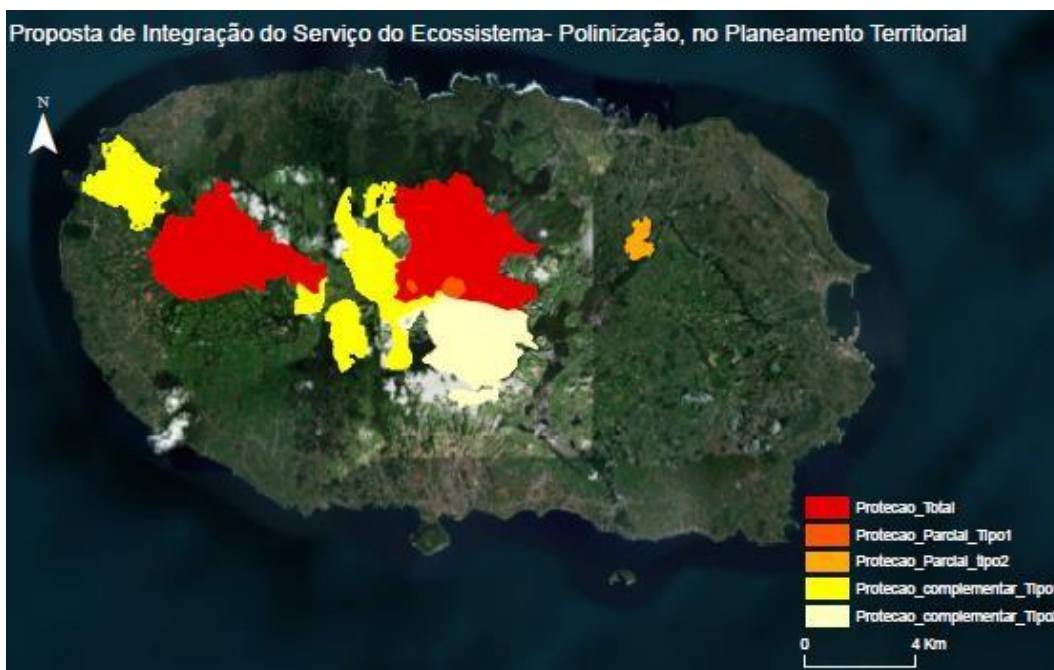 Proposta de Integração do Serviço do Ecossistema- Polinização, no Planeamento Territorial
N
Protecao_Total
Protecao_Parcial_Tipo1
Protecao_Parcial_tipo2
Protecao_complementar_Tipo
Protecao_complementar_Tipo
0 4 Km